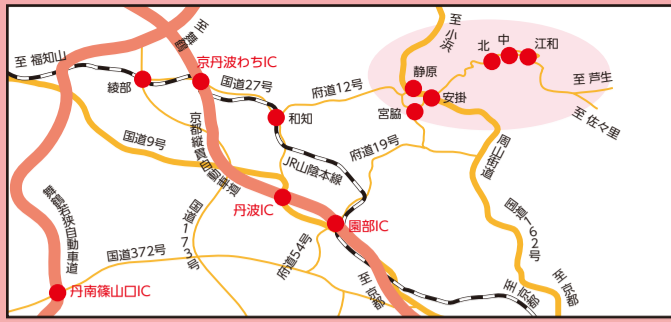 至 福知山
至 舞鶴
京丹波わちIC
綾部
国道27号
和知
府道12号
至 小浜
北
中
江和
静原
安掛
宮脇
至 芦生
至 佐々里
国道9号
京都縦貫自動車道
JR山陰本線
府道19号
周山街道
丹波IC
園部IC
舞鶴若狭自動車道
国道173号
国道372号
府道54号
国道162号
丹南篠山口IC
至 京都
至 京都
至 京都